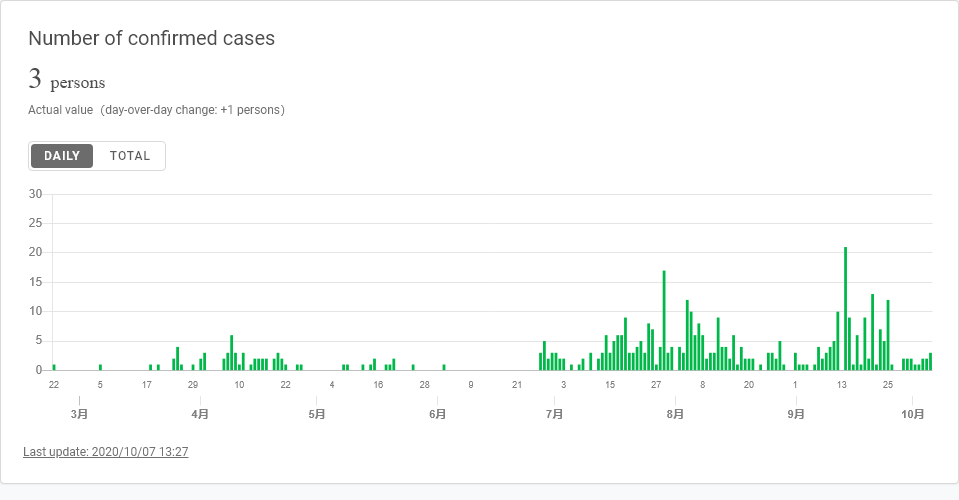 Number of confirmed cases
3 persons
Actual value (day-over-day change: +1 persons)
DAILY TOTAL
30
25
20
15
10
5
0
22 5 17 29 10 22 4 16 28 9 21 3 15 27 8 20 1 13 25
3月 4月 5月 6月 7月 8月 9月 10月
Last update: 2020/10/07 13:27